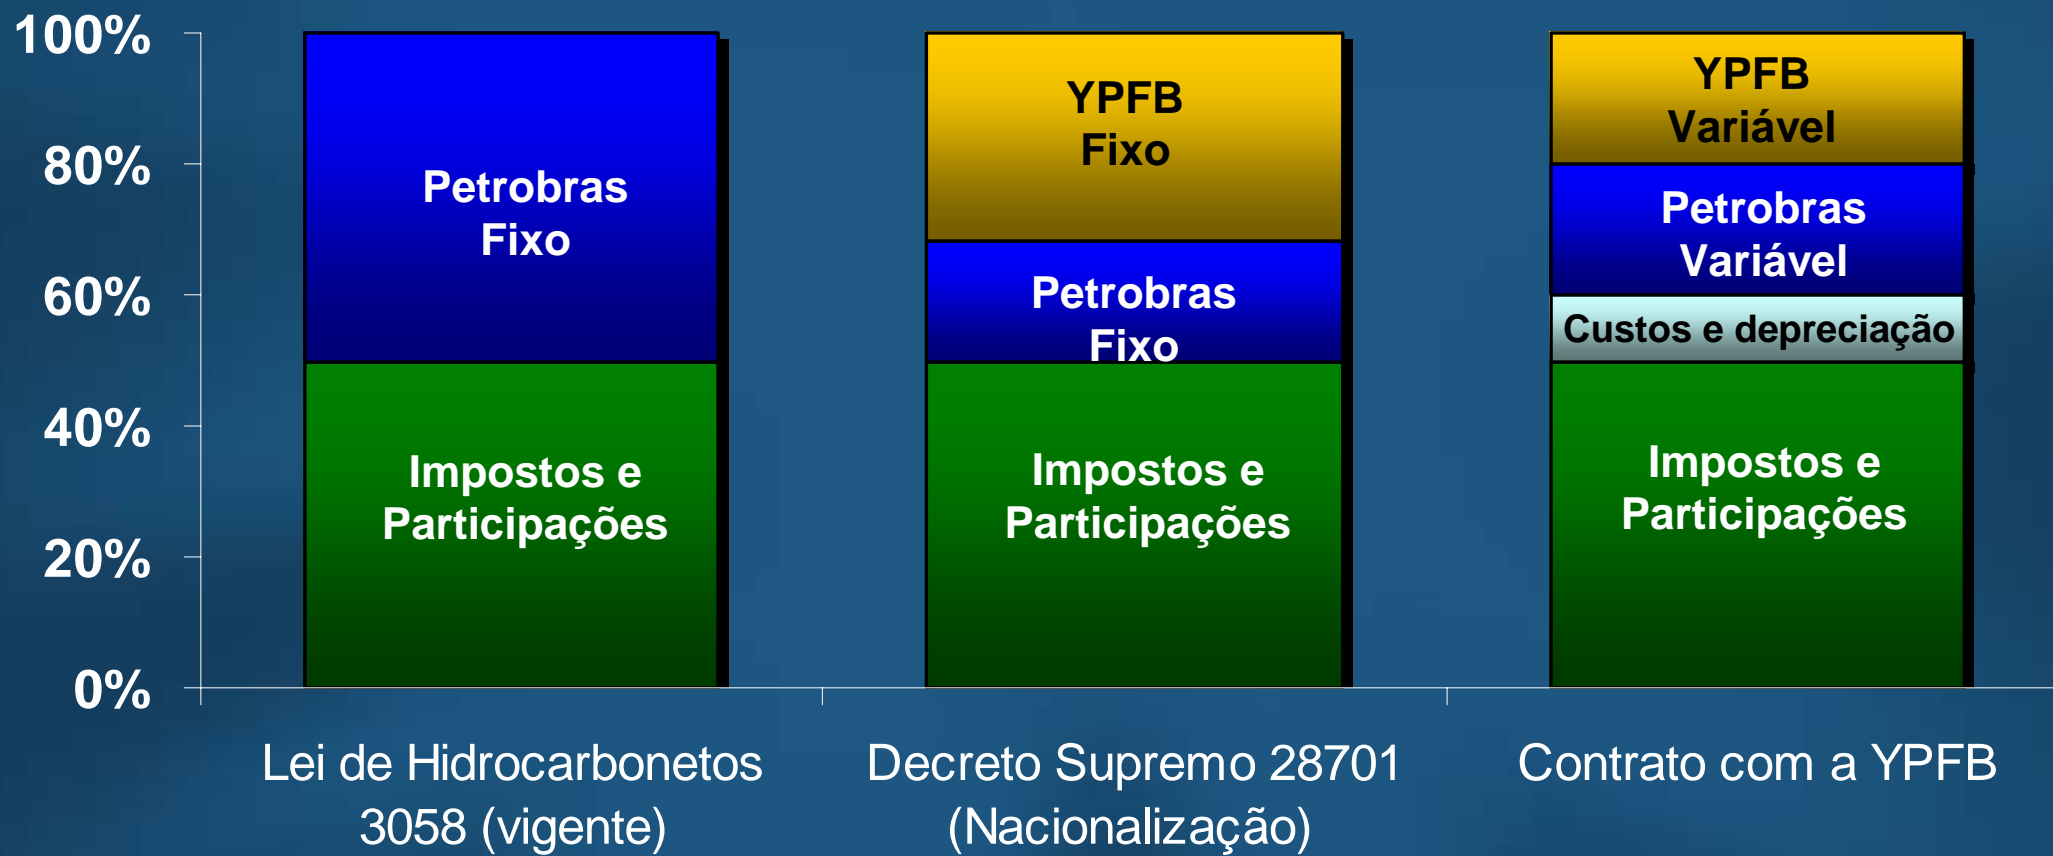 100%
80%
60%
40%
20%
0%
Petrobras
Fixo
Impostos e
Participações
YPFB
Fixo
Petrobras
Fixo
Impostos e
Participações
YPFB
Variável
Petrobras
Variável
Custos e depreciação
Impostos e
Participações
Lei de Hidrocarbonetos
3058 (vigente)
Decreto Supremo 28701
(Nacionalização)
Contrato com a YPFB